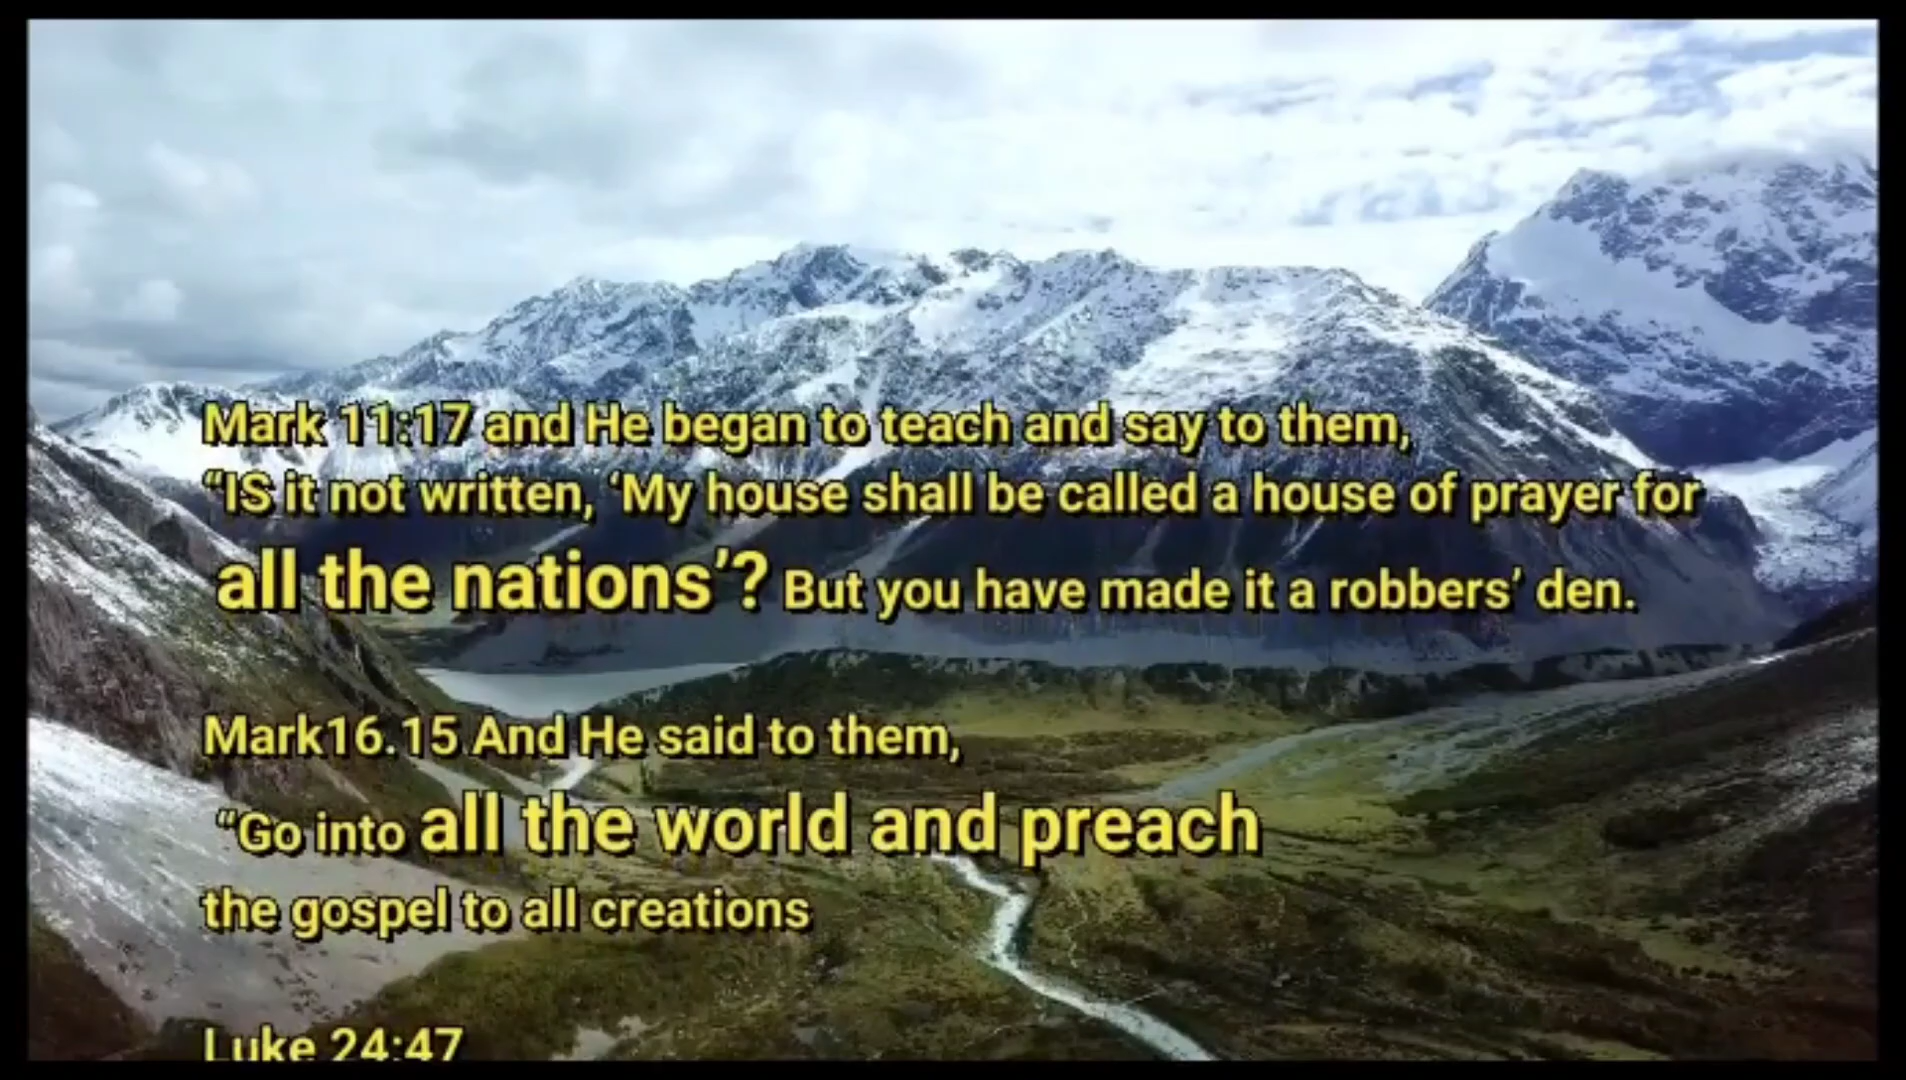 Mark 11:17 and He began to teach and say to them,
“IS it not written, ‘My house shall be called a house of prayer for
all the nations’? But you have made it a robbers’ den.
Mark16.15 And He said to them,
“Go into all the world and preach
the gospel to all creations
Luke 24:47